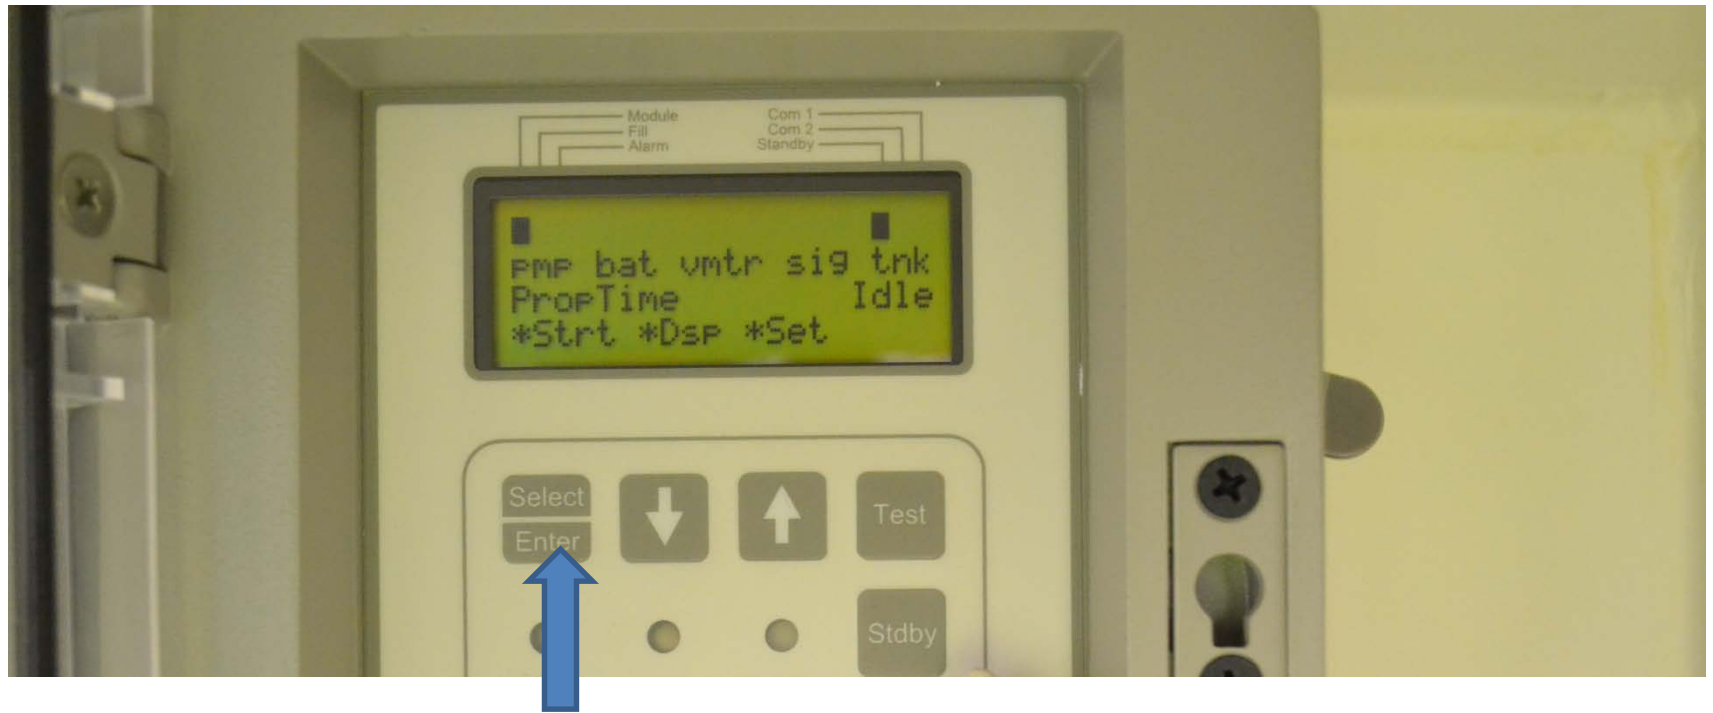 Module Com 1
Fill Com 2
Alarm Standby
pmp bat vmtr sig tnk
PropTime Idle
*Strt *Dsp *Set
Select
Enter
Test
Stdby